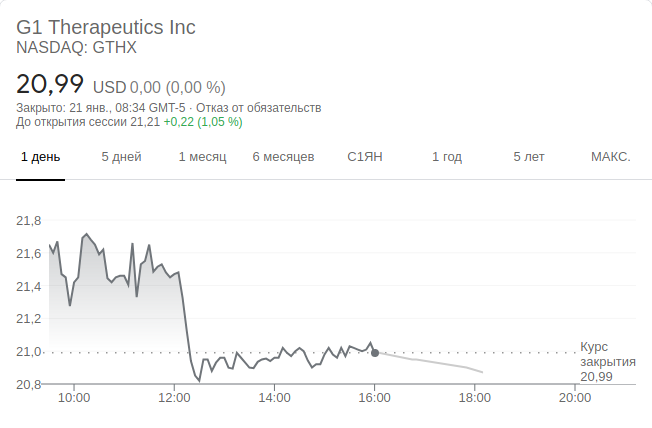 G1 Therapeutics Inc
NASDAQ: GTHX
20,99 USD 0,00 (0,00 %)
Закрыто: 21 янв., 08:34 GMT-5 · Отказ от обязательств
До открытия сессии 21,21 +0,22 (1,05 %)
1 день 5 дней 1 месяц 6 месяцев С1ЯН 1 год 5 лет МАКС.
21,8
21,6
21,4
21,2
21,0
20,8
Курс
закрытия
20,99
10:00 12:00 14:00 16:00 18:00 20:00